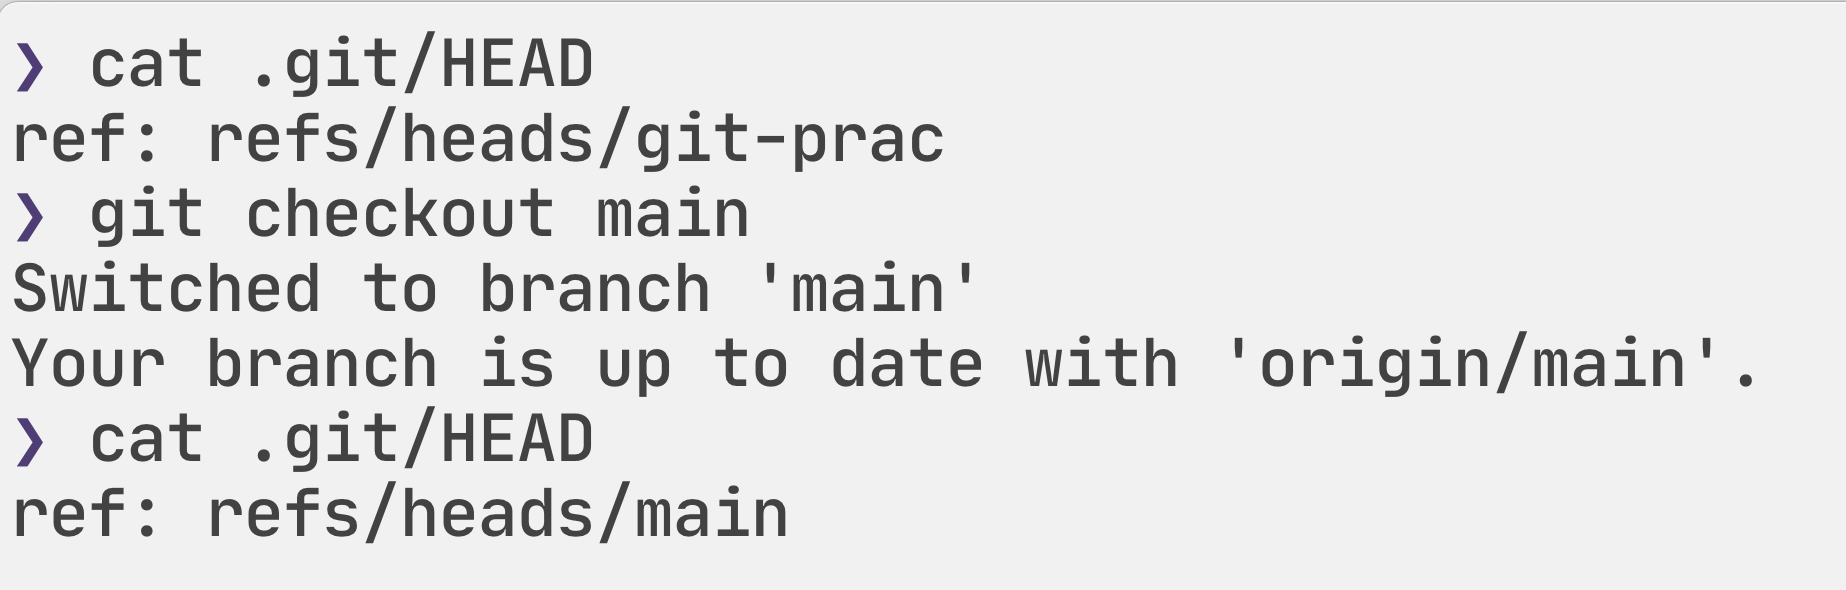 ❯ cat .git/HEAD
ref: refs/heads/git-prac
❯ git checkout main
Switched to branch 'main'
Your branch is up to date with 'origin/main'.
❯ cat .git/HEAD
ref: refs/heads/main